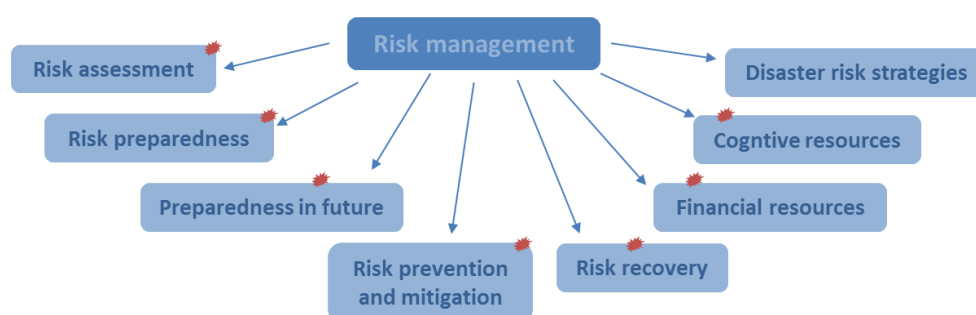 Risk management
Risk assessment
Disaster risk strategies
Risk preparedness
Cogntive resources
Preparedness in future
Financial resources
Risk prevention
and mitigation
Risk recovery